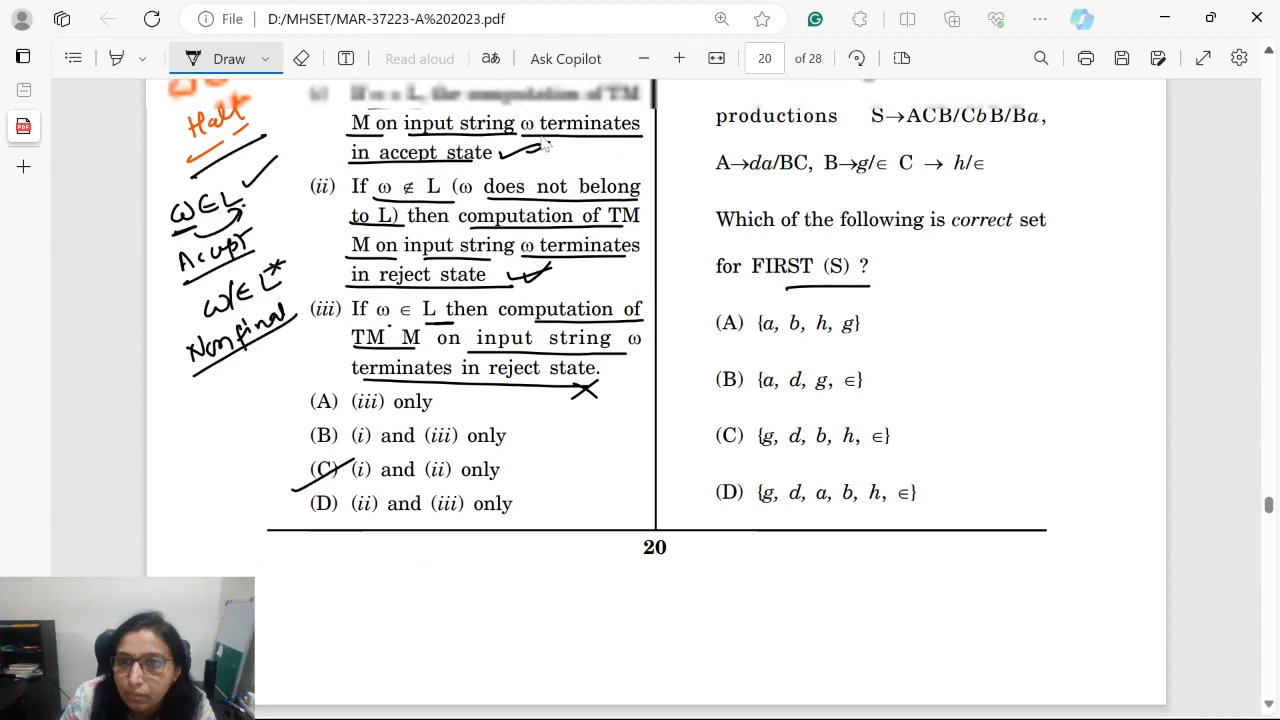 File
D:/MHSET/MAR-37223-A%202023.pdf
Draw
Read aloud
aあ
Ask Copilot
20
of 28
Halt
ω∈L
Accept
ω∉L*
Nonfinal
M on input string ω terminates
in accept state
(ii) If ω ∉ L (ω does not belong
to L) then computation of TM
M on input string ω terminates
in reject state
(iii) If ω ∈ L then computation of
TM M on input string ω
terminates in reject state.
(A) (iii) only
(B) (i) and (iii) only
(C) (i) and (ii) only
(D) (ii) and (iii) only
productions S→ACB/CbB/Ba,
A→da/BC, B→g/∈ C → h/∈
Which of the following is correct set
for FIRST (S) ?
(A) {a, b, h, g}
(B) {a, d, g, ∈}
(C) {g, d, b, h, ∈}
(D) {g, d, a, b, h, ∈}
20